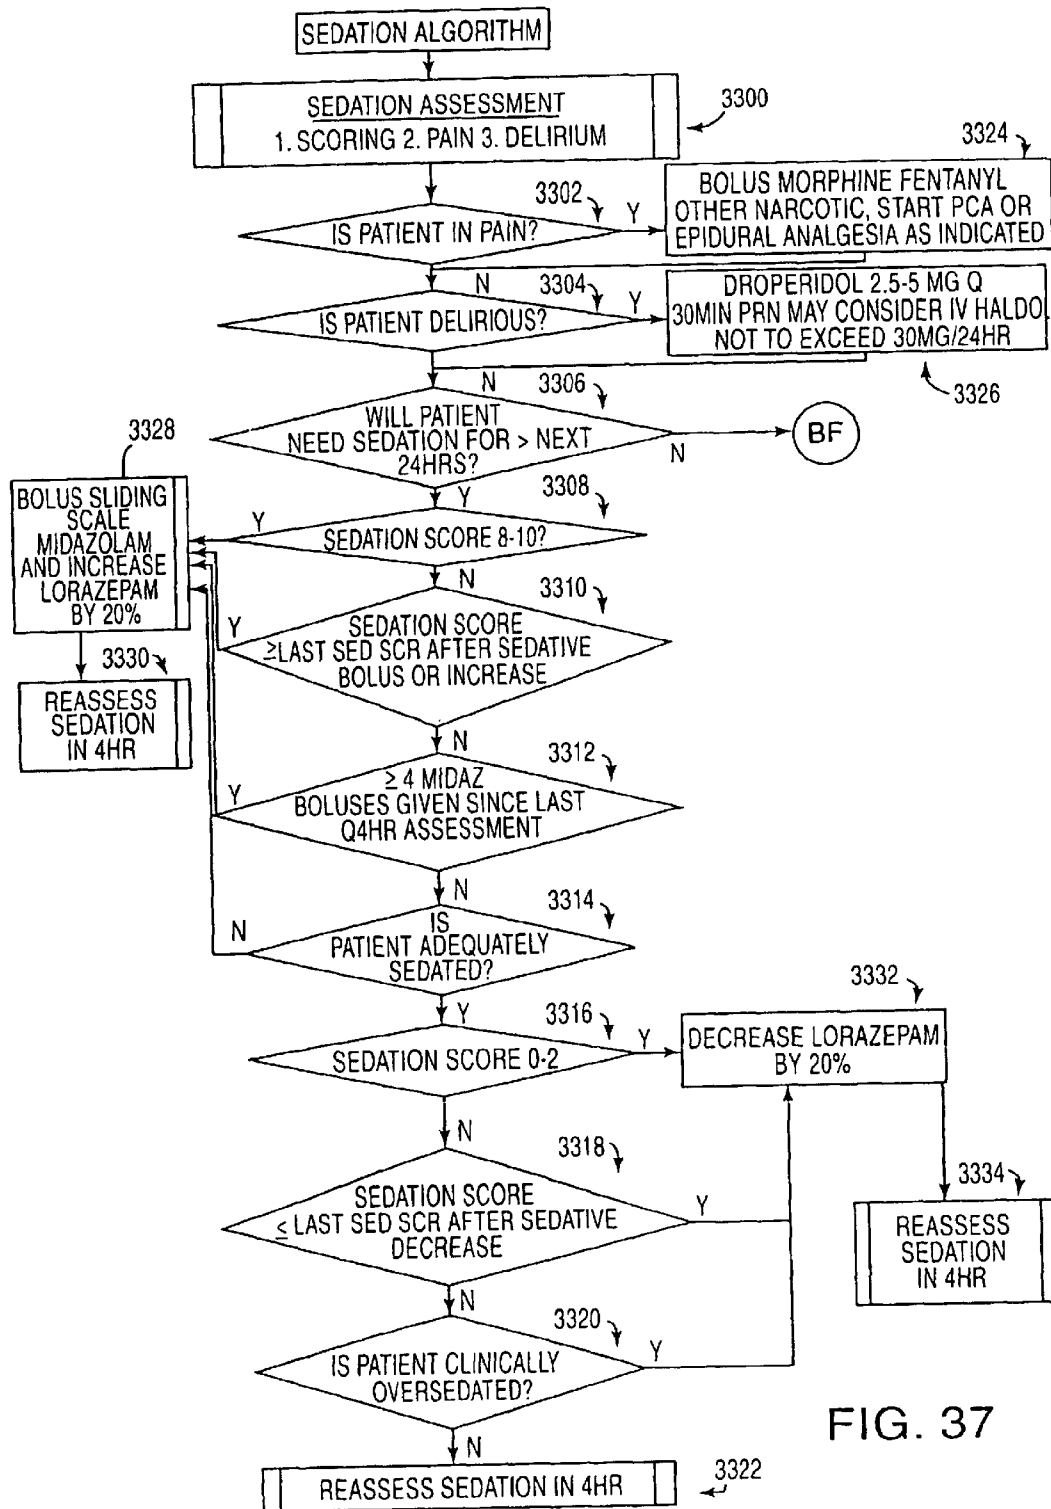 SEDATION ALGORITHM
SEDATION ASSESSMENT
1. SCORING 2. PAIN 3. DELIRIUM
3300
3324
3302
IS PATIENT IN PAIN?
Y
BOLUS MORPHINE FENTANYL
OTHER NARCOTIC, START PCA OR
EPIDURAL ANALGESIA AS INDICATED
N
3304
IS PATIENT DELIRIOUS?
Y
DROPERIDOL 2.5-5 MG Q
30MIN PRN MAY CONSIDER IV HALDO.
NOT TO EXCEED 30MG/24HR
3326
N
3306
WILL PATIENT
NEED SEDATION FOR > NEXT
24HRS?
N
BF
Y
3328
BOLUS SLIDING
SCALE
MIDAZOLAM
AND INCREASE
LORAZEPAM
BY 20%
3308
Y
SEDATION SCORE 8-10?
N
3310
Y
SEDATION SCORE
≥LAST SED SCR AFTER SEDATIVE
BOLUS OR INCREASE
3330
REASSESS
SEDATION
IN 4HR
N
3312
Y
≥ 4 MIDAZ
BOLUSES GIVEN SINCE LAST
Q4HR ASSESSMENT
N
3314
N
IS
PATIENT ADEQUATELY
SEDATED?
Y
3316
SEDATION SCORE 0-2
Y
3332
DECREASE LORAZEPAM
BY 20%
N
3318
SEDATION SCORE
≤ LAST SED SCR AFTER SEDATIVE
DECREASE
Y
3334
REASSESS
SEDATION
IN 4HR
N
3320
IS PATIENT CLINICALLY
OVERSEDATED?
Y
N
REASSESS SEDATION IN 4HR
3322
FIG. 37